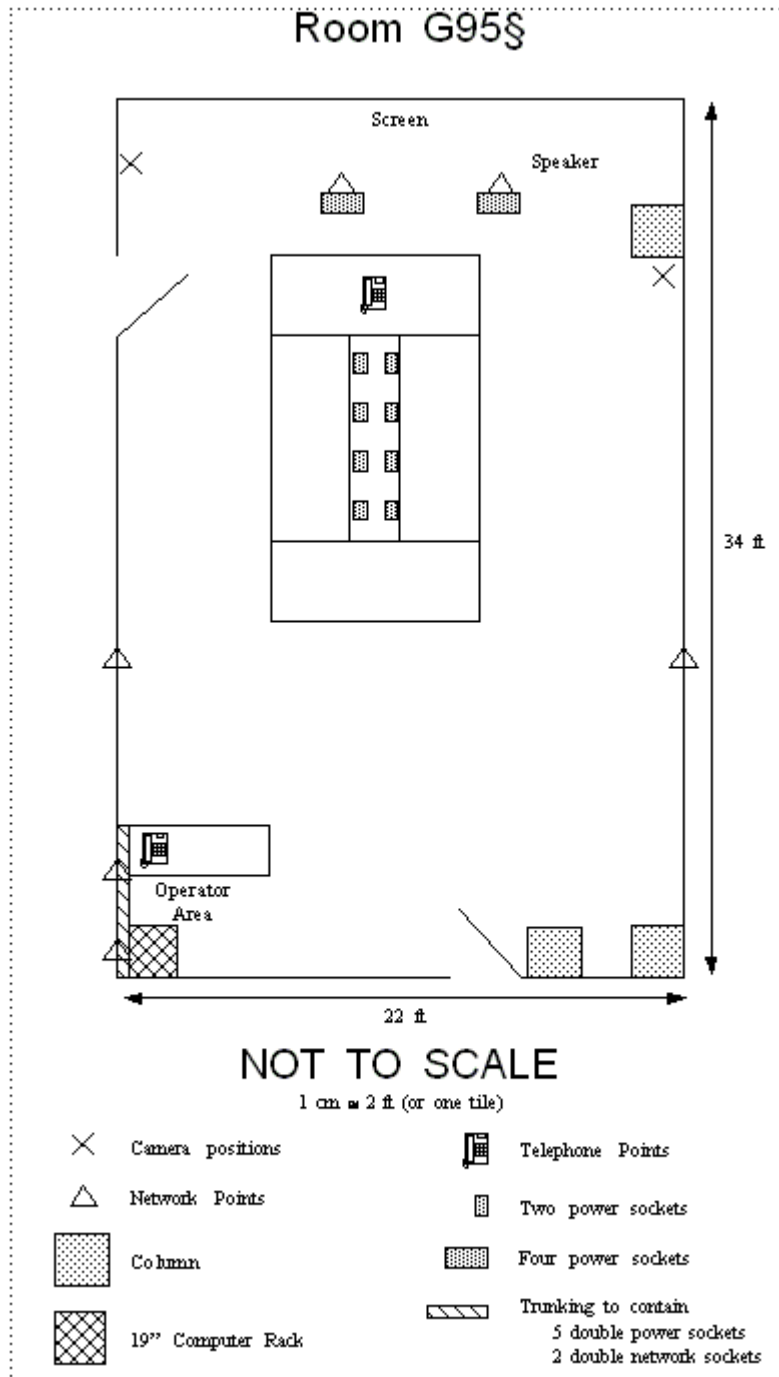 Room G95§
Screen
Speaker
34 ft
Operator
Area
22 ft
NOT TO SCALE
1 cm = 2 ft (or one tile)
Camera positions
Telephone Points
Network Points
Two power sockets
Column
Four power sockets
19" Computer Rack
Trunking to contain
5 double power sockets
2 double network sockets